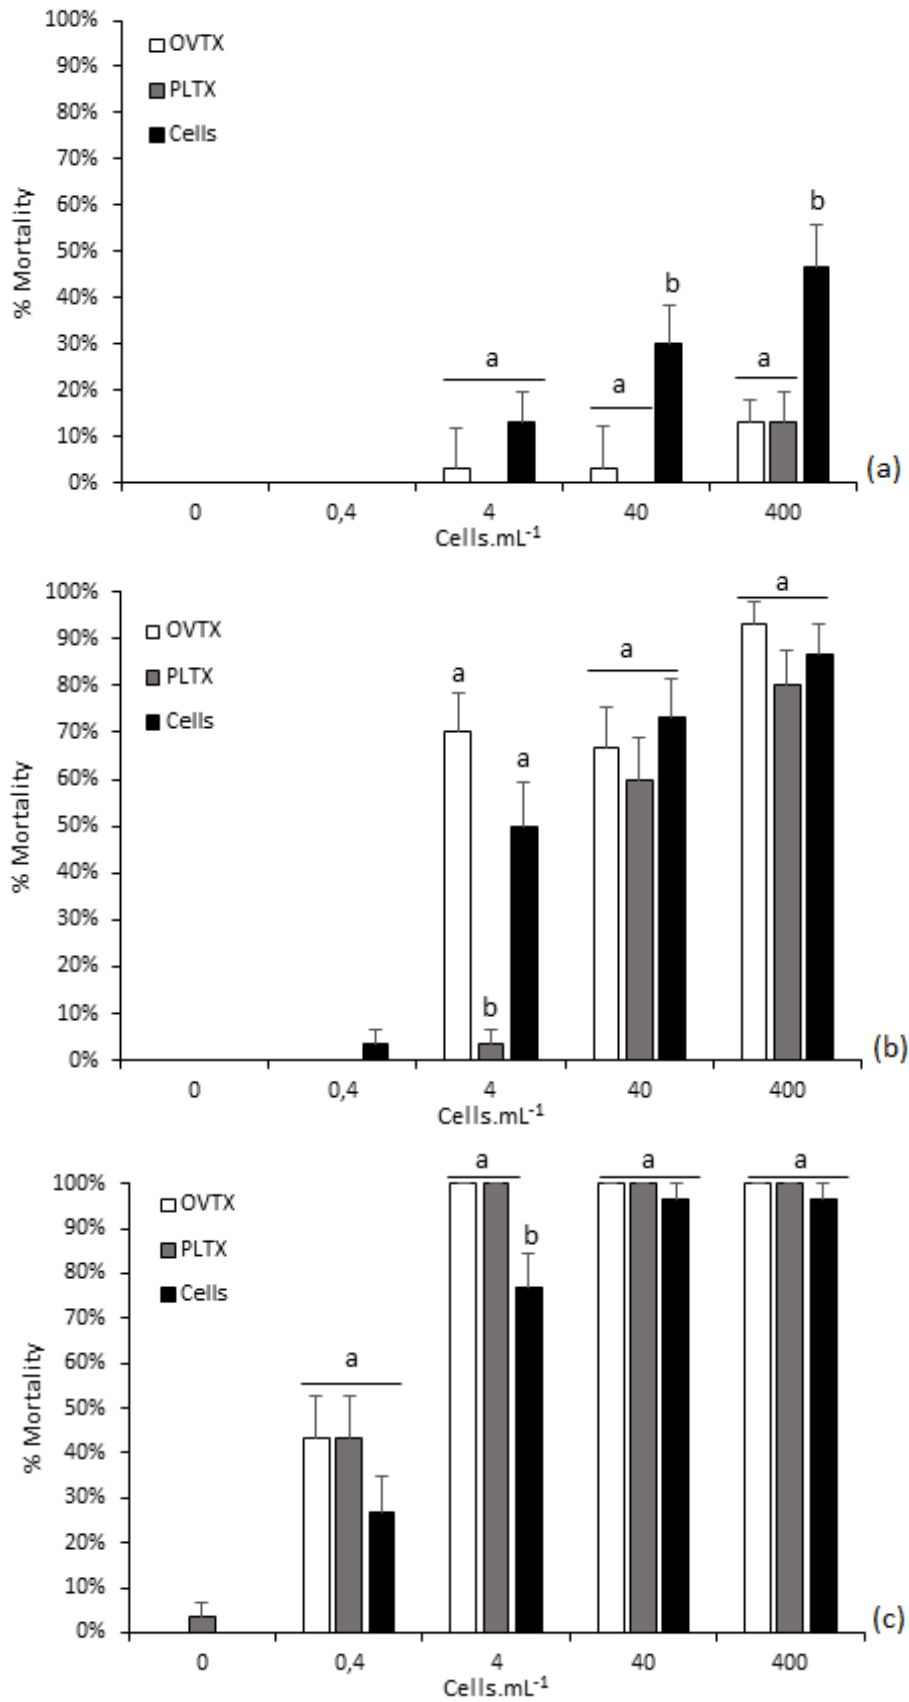 100%
90%
80%
70%
60%
50%
40%
30%
20%
10%
0%
% Mortality
OVTX
PLTX
Cells
a
a
b
a
b
0
0,4
4
40
400
Cells.mL⁻¹
(a)
100%
90%
80%
70%
60%
50%
40%
30%
20%
10%
0%
% Mortality
OVTX
PLTX
Cells
a
b
a
a
a
0
0,4
4
40
400
Cells.mL⁻¹
(b)
100%
90%
80%
70%
60%
50%
40%
30%
20%
10%
0%
% Mortality
OVTX
PLTX
Cells
a
a
b
a
a
0
0,4
4
40
400
Cells.mL⁻¹
(c)